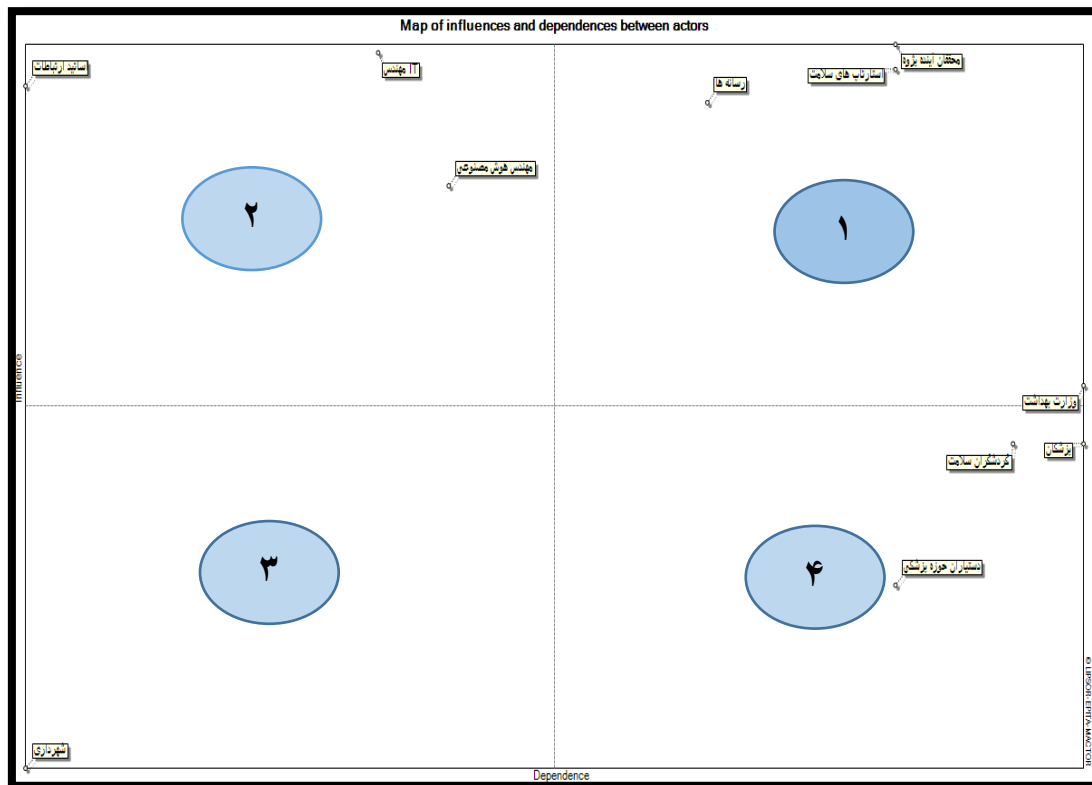 Map of influences and dependences between actors
محققان آینده پژوه
اساتید ارتباطات
مهندس IT
استارتاپ های سلامت
رسانه ها
مهندس هوش مصنوعی
۲
۱
Influence
وزارت بهداشت
پزشکان
گردشگران سلامت
۳
۴
دستیاران حوزه پزشکی
شهرداری
Dependence
© LIPSOR-EPITA-MACTOR